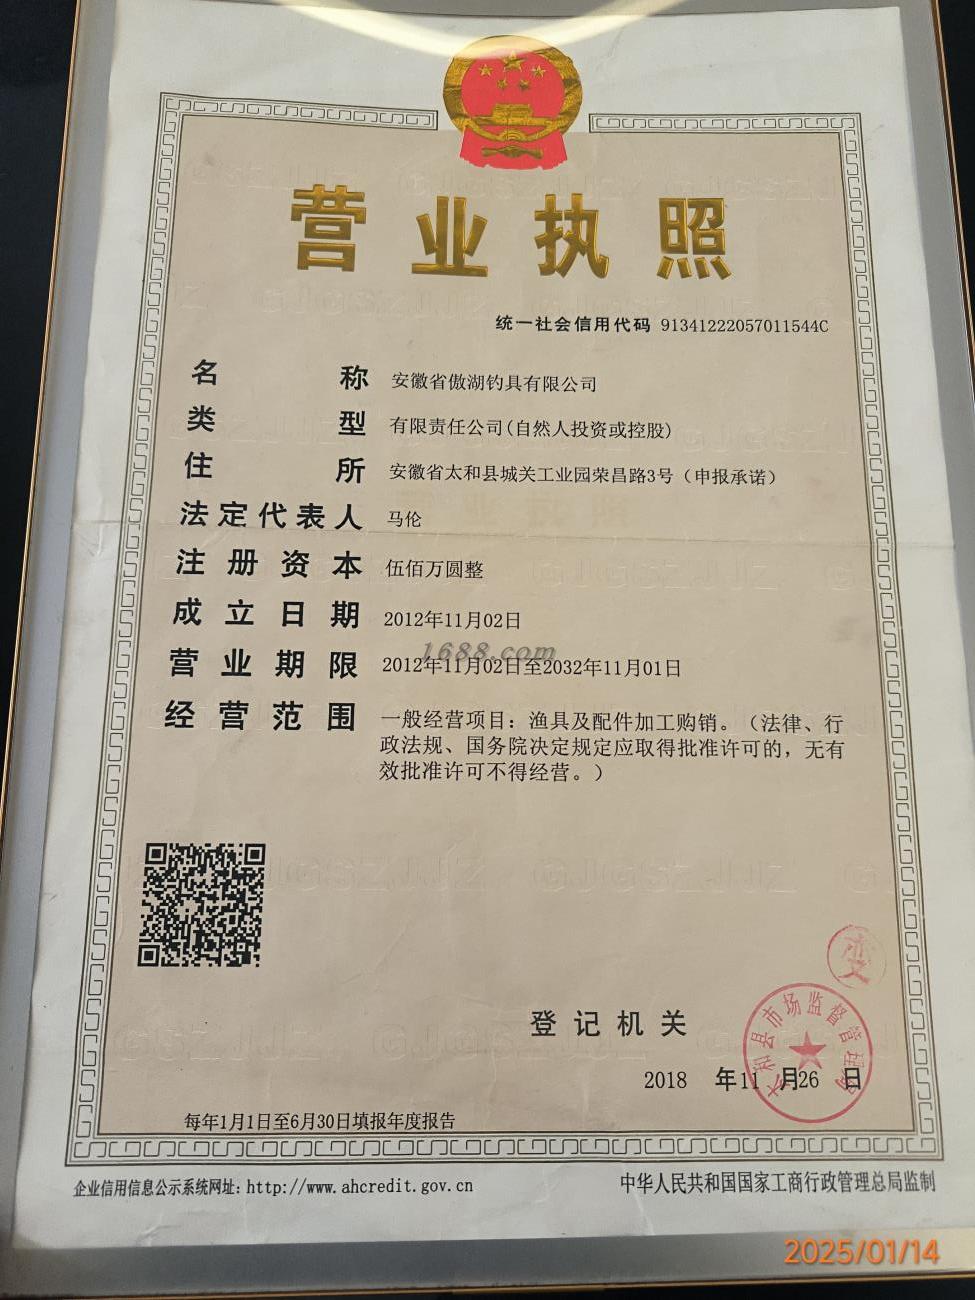 营业执照
统一社会信用代码 91341222057011544C
名称 安徽省傲湖钓具有限公司
类型 有限责任公司(自然人投资或控股)
住所 安徽省太和县城关工业园荣昌路3号（申报承诺）
法定代表人 马伦
注册资本 伍佰万圆整
成立日期 2012年11月02日
1688.com
营业期限 2012年11月02日至2032年11月01日
经营范围 一般经营项目：渔具及配件加工购销。（法律、行
政法规、国务院决定规定应取得批准许可的，无有
效批准许可不得经营。）
变
登记机关
太和县市场监督管理局
2018 年11 月26 日
每年1月1日至6月30日填报年度报告
企业信用信息公示系统网址：http://www.ahcredit.gov.cn
中华人民共和国国家工商行政管理总局监制
2025/01/14